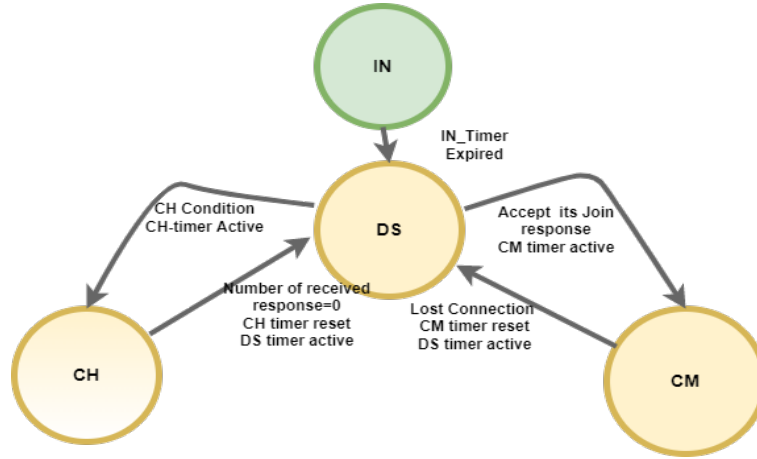 IN
IN_Timer
Expired
CH Condition
CH-timer Active
Accept its Join
response
CM timer active
DS
Number of received
response=0
CH timer reset
DS timer active
Lost Connection
CM timer reset
DS timer active
CH
CM